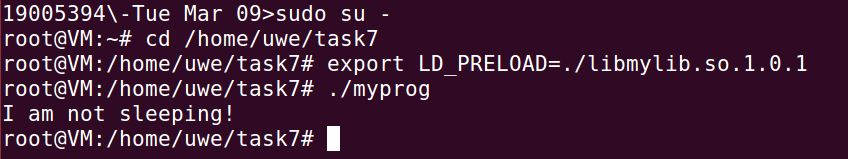 19005394\-Tue Mar 09>sudo su -
root@VM:~# cd /home/uwe/task7
root@VM:/home/uwe/task7# export LD_PRELOAD=./libmylib.so.1.0.1
root@VM:/home/uwe/task7# ./myprog
I am not sleeping!
root@VM:/home/uwe/task7#